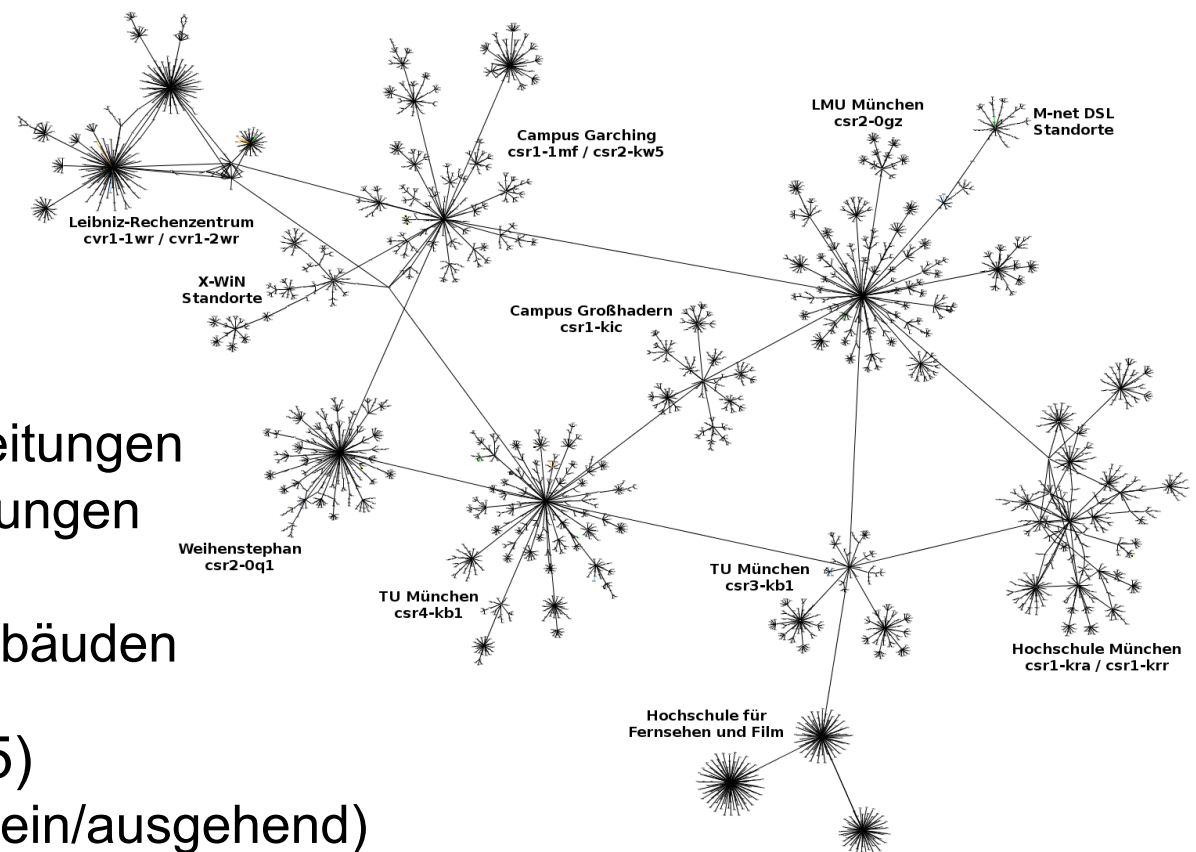 LMU München
csr2-0gz
M-net DSL
Standorte
Campus Garching
csr1-1mf / csr2-kw5
Leibniz-Rechenzentrum
cvr1-1wr / cvr1-2wr
X-WiN
Standorte
Campus Großhadern
csr1-kic
eitungen
ungen
Weihenstephan
csr2-0q1
TU München
csr4-kb1
TU München
csr3-kb1
bäuden
Hochschule München
csr1-kra / csr1-krr
Hochschule für
Fernsehen und Film
5)
ein/ausgehend)